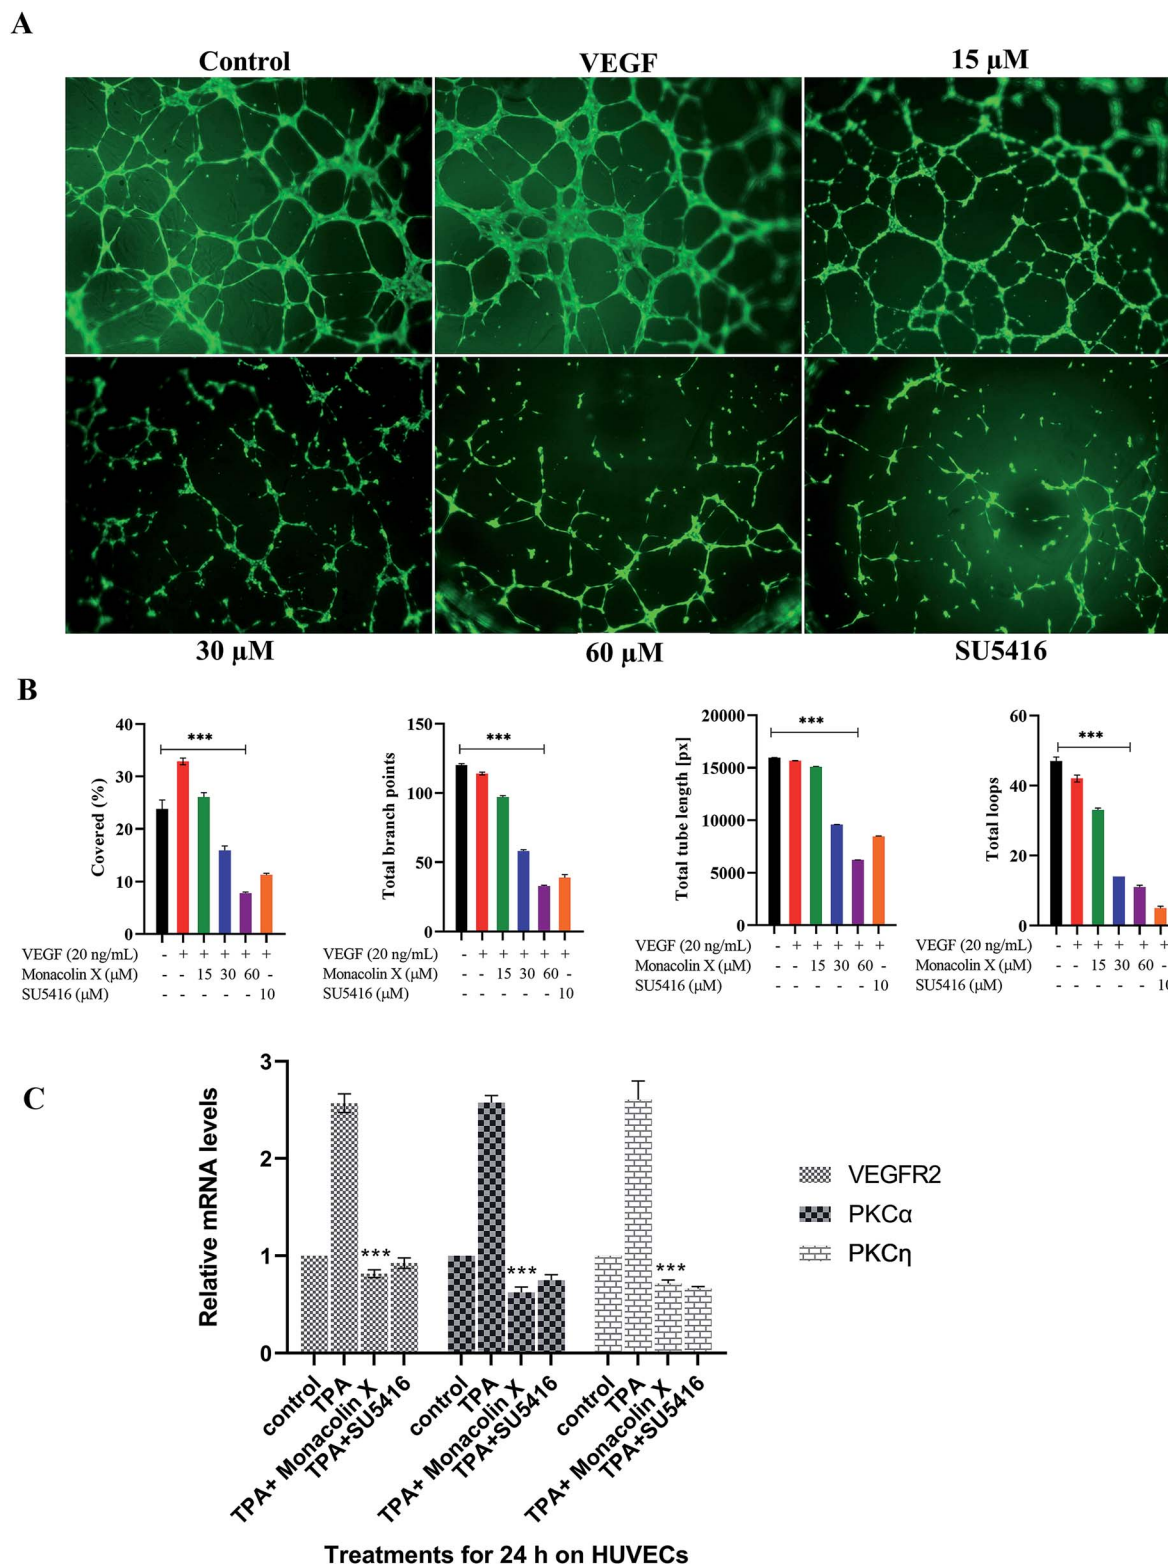 A
Control VEGF 15 µM
30 µM 60 µM SU5416
B
40
30
20
10
0
Covered (%)
***
VEGF (20 ng/mL) - + + + + +
Monacolin X (µM) - - 15 30 60 -
SU5416 (µM) - - - - - 10
150
100
50
0
Total branch points
***
VEGF (20 ng/mL) - + + + + +
Monacolin X (µM) - - 15 30 60 -
SU5416 (µM) - - - - - 10
20000
15000
10000
5000
0
Total tube length [px]
***
VEGF (20 ng/mL) - + + + + +
Monacolin X (µM) - - 15 30 60 -
SU5416 (µM) - - - - - 10
60
40
20
0
Total loops
***
VEGF (20 ng/mL) - + + + + +
Monacolin X (µM) - - 15 30 60 -
SU5416 (µM) - - - - - 10
C
3
2
1
0
Relative mRNA levels
*** *** ***
VEGFR2
PKCα
PKCη
control
TPA
TPA+ Monacolin X
TPA+SU5416
control
TPA
TPA+ Monacolin X
TPA+SU5416
control
TPA
TPA+ Monacolin X
TPA+SU5416
Treatments for 24 h on HUVECs